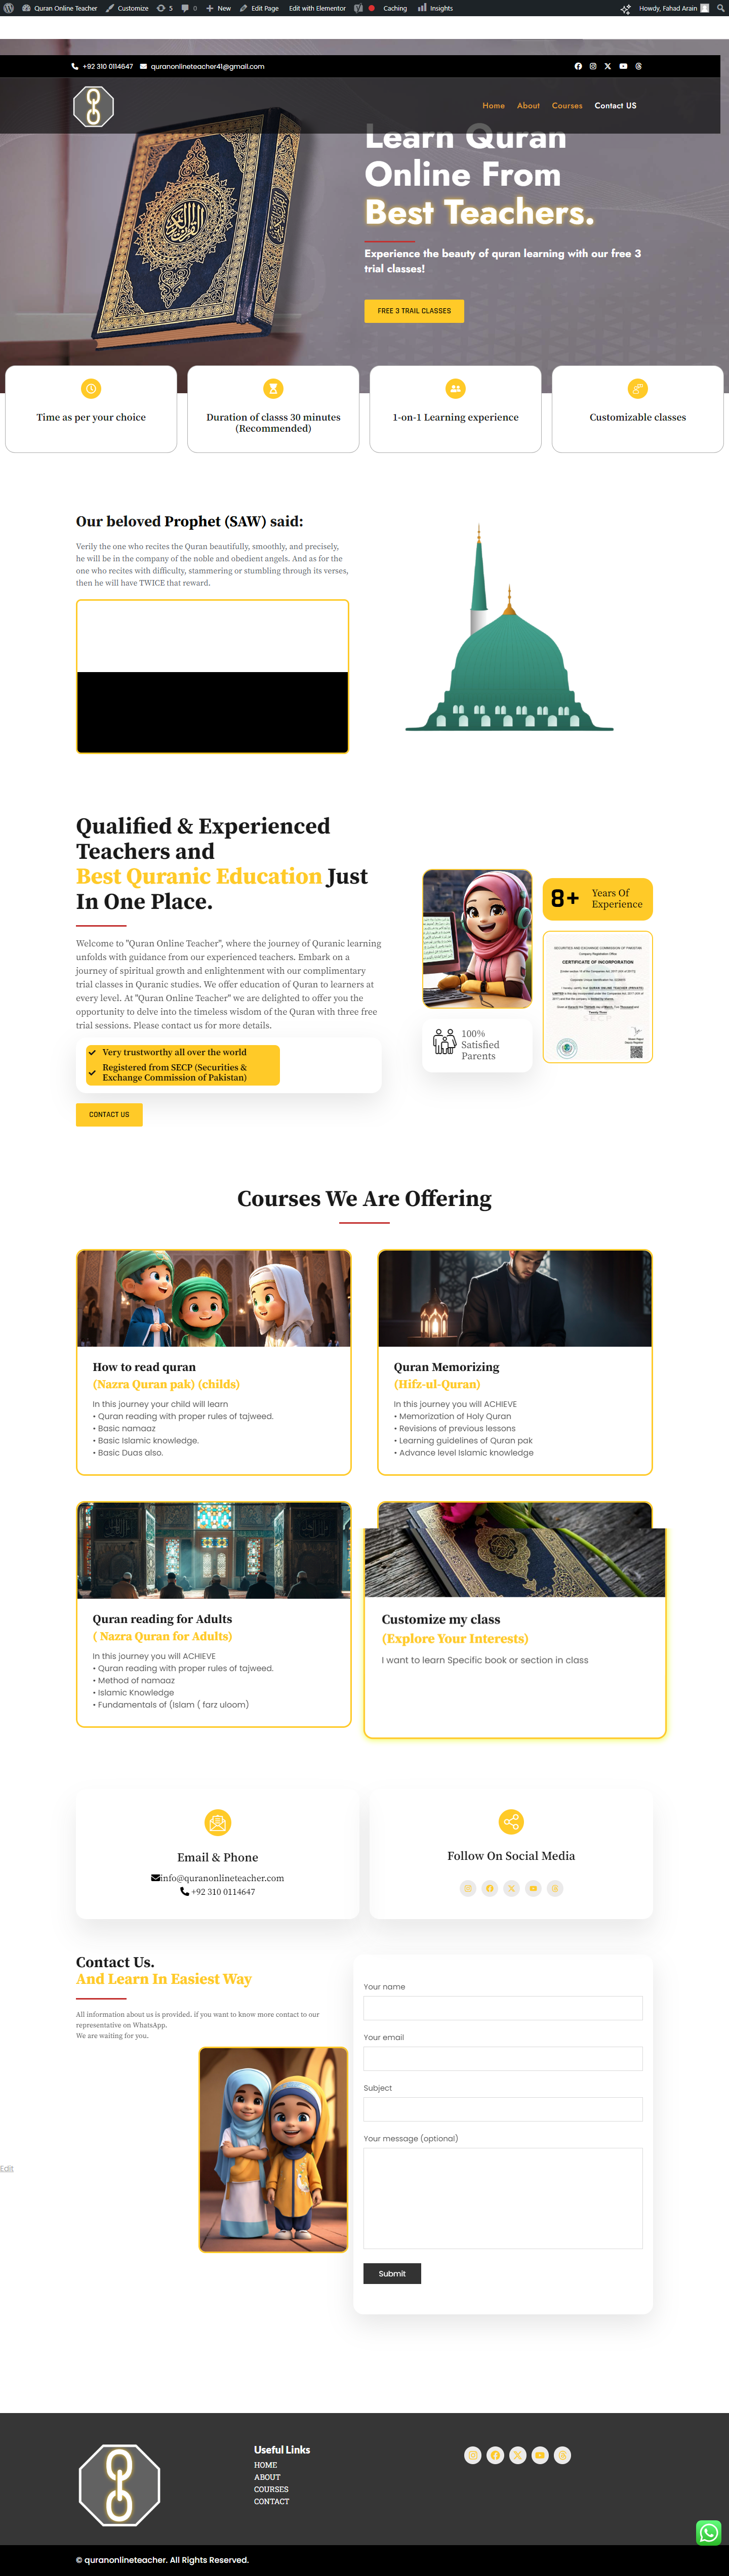 Quran Online Teacher Customize 5 0 New Edit Page Edit with Elementor Caching Insights Howdy, Fahad Arain
+92 310 0114647 quranonlineteacher41@gmail.com
Home About Courses Contact US
Learn Quran
Online From
Best Teachers.
Experience the beauty of quran learning with our free 3
trial classes!
FREE 3 TRAIL CLASSES
Time as per your choice
Duration of classs 30 minutes
(Recommended)
1-on-1 Learning experience
Customizable classes
Our beloved Prophet (SAW) said:
Verily the one who recites the Quran beautifully, smoothly, and precisely,
he will be in the company of the noble and obedient angels. And as for the
one who recites with difficulty, stammering or stumbling through its verses,
then he will have TWICE that reward.
Qualified & Experienced
Teachers and
Best Quranic Education Just
In One Place.
Welcome to "Quran Online Teacher", where the journey of Quranic learning
unfolds with guidance from our experienced teachers. Embark on a
journey of spiritual growth and enlightenment with our complimentary
trial classes in Quranic studies. We offer education of Quran to learners at
every level. At "Quran Online Teacher" we are delighted to offer you the
opportunity to delve into the timeless wisdom of the Quran with three free
trial sessions. Please contact us for more details.
Very trustworthy all over the world
Registered from SECP (Securities &
Exchange Commission of Pakistan)
CONTACT US
8+ Years Of
Experience
SECURITIES AND EXCHANGE COMMISSION OF PAKISTAN
Company Registration Office
CERTIFICATE OF INCORPORATION
100%
Satisfied
Parents
Courses We Are Offering
How to read quran
(Nazra Quran pak) (childs)
In this journey your child will learn
• Quran reading with proper rules of tajweed.
• Basic namaaz
• Basic Islamic knowledge.
• Basic Duas also.
Quran Memorizing
(Hifz-ul-Quran)
In this journey you will ACHIEVE
• Memorization of Holy Quran
• Revisions of previous lessons
• Learning guidelines of Quran pak
• Advance level Islamic knowledge
Quran reading for Adults
( Nazra Quran for Adults)
In this journey you will ACHIEVE
• Quran reading with proper rules of tajweed.
• Method of namaaz
• Islamic Knowledge
• Fundamentals of (Islam ( farz uloom)
Customize my class
(Explore Your Interests)
I want to learn Specific book or section in class
Email & Phone
info@quranonlineteacher.com
+92 310 0114647
Follow On Social Media
Contact Us.
And Learn In Easiest Way
All information about us is provided. if you want to know more contact to our
representative on WhatsApp.
We are waiting for you.
Your name
Your email
Subject
Your message (optional)
Submit
Edit
Useful Links
HOME
ABOUT
COURSES
CONTACT
© quranonlineteacher. All Rights Reserved.